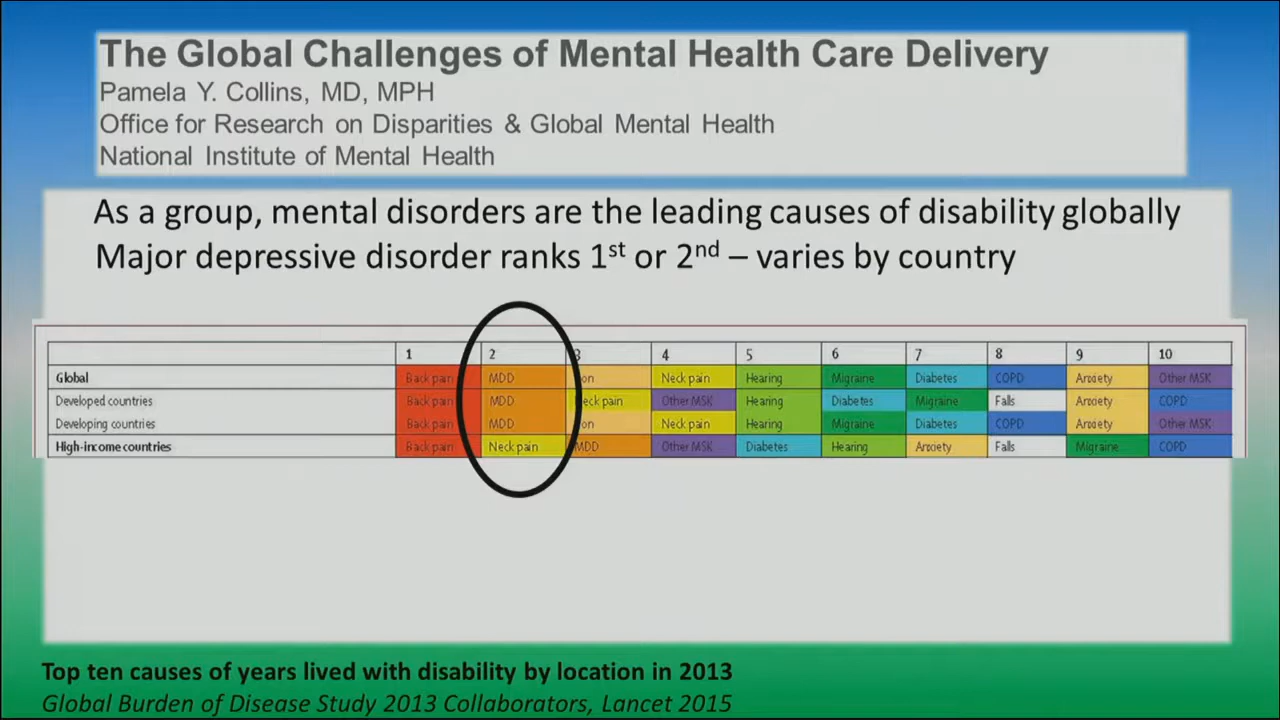 The Global Challenges of Mental Health Care Delivery
Pamela Y. Collins, MD, MPH
Office for Research on Disparities & Global Mental Health
National Institute of Mental Health
As a group, mental disorders are the leading causes of disability globally
Major depressive disorder ranks 1st or 2nd – varies by country
1 2 3 4 5 6 7 8 9 10
Global Back pain MDD on Neck pain Hearing Migraine Diabetes COPD Anxiety Other MSK
Developed countries Back pain MDD eck pain Other MSK Hearing Diabetes Migraine Falls Anxiety COPD
Developing countries Back pain MDD on Neck pain Hearing Migraine Diabetes COPD Anxiety Other MSK
High-income countries Back pain Neck pain MDD Other MSK Diabetes Hearing Anxiety Falls Migraine COPD
Top ten causes of years lived with disability by location in 2013
Global Burden of Disease Study 2013 Collaborators, Lancet 2015